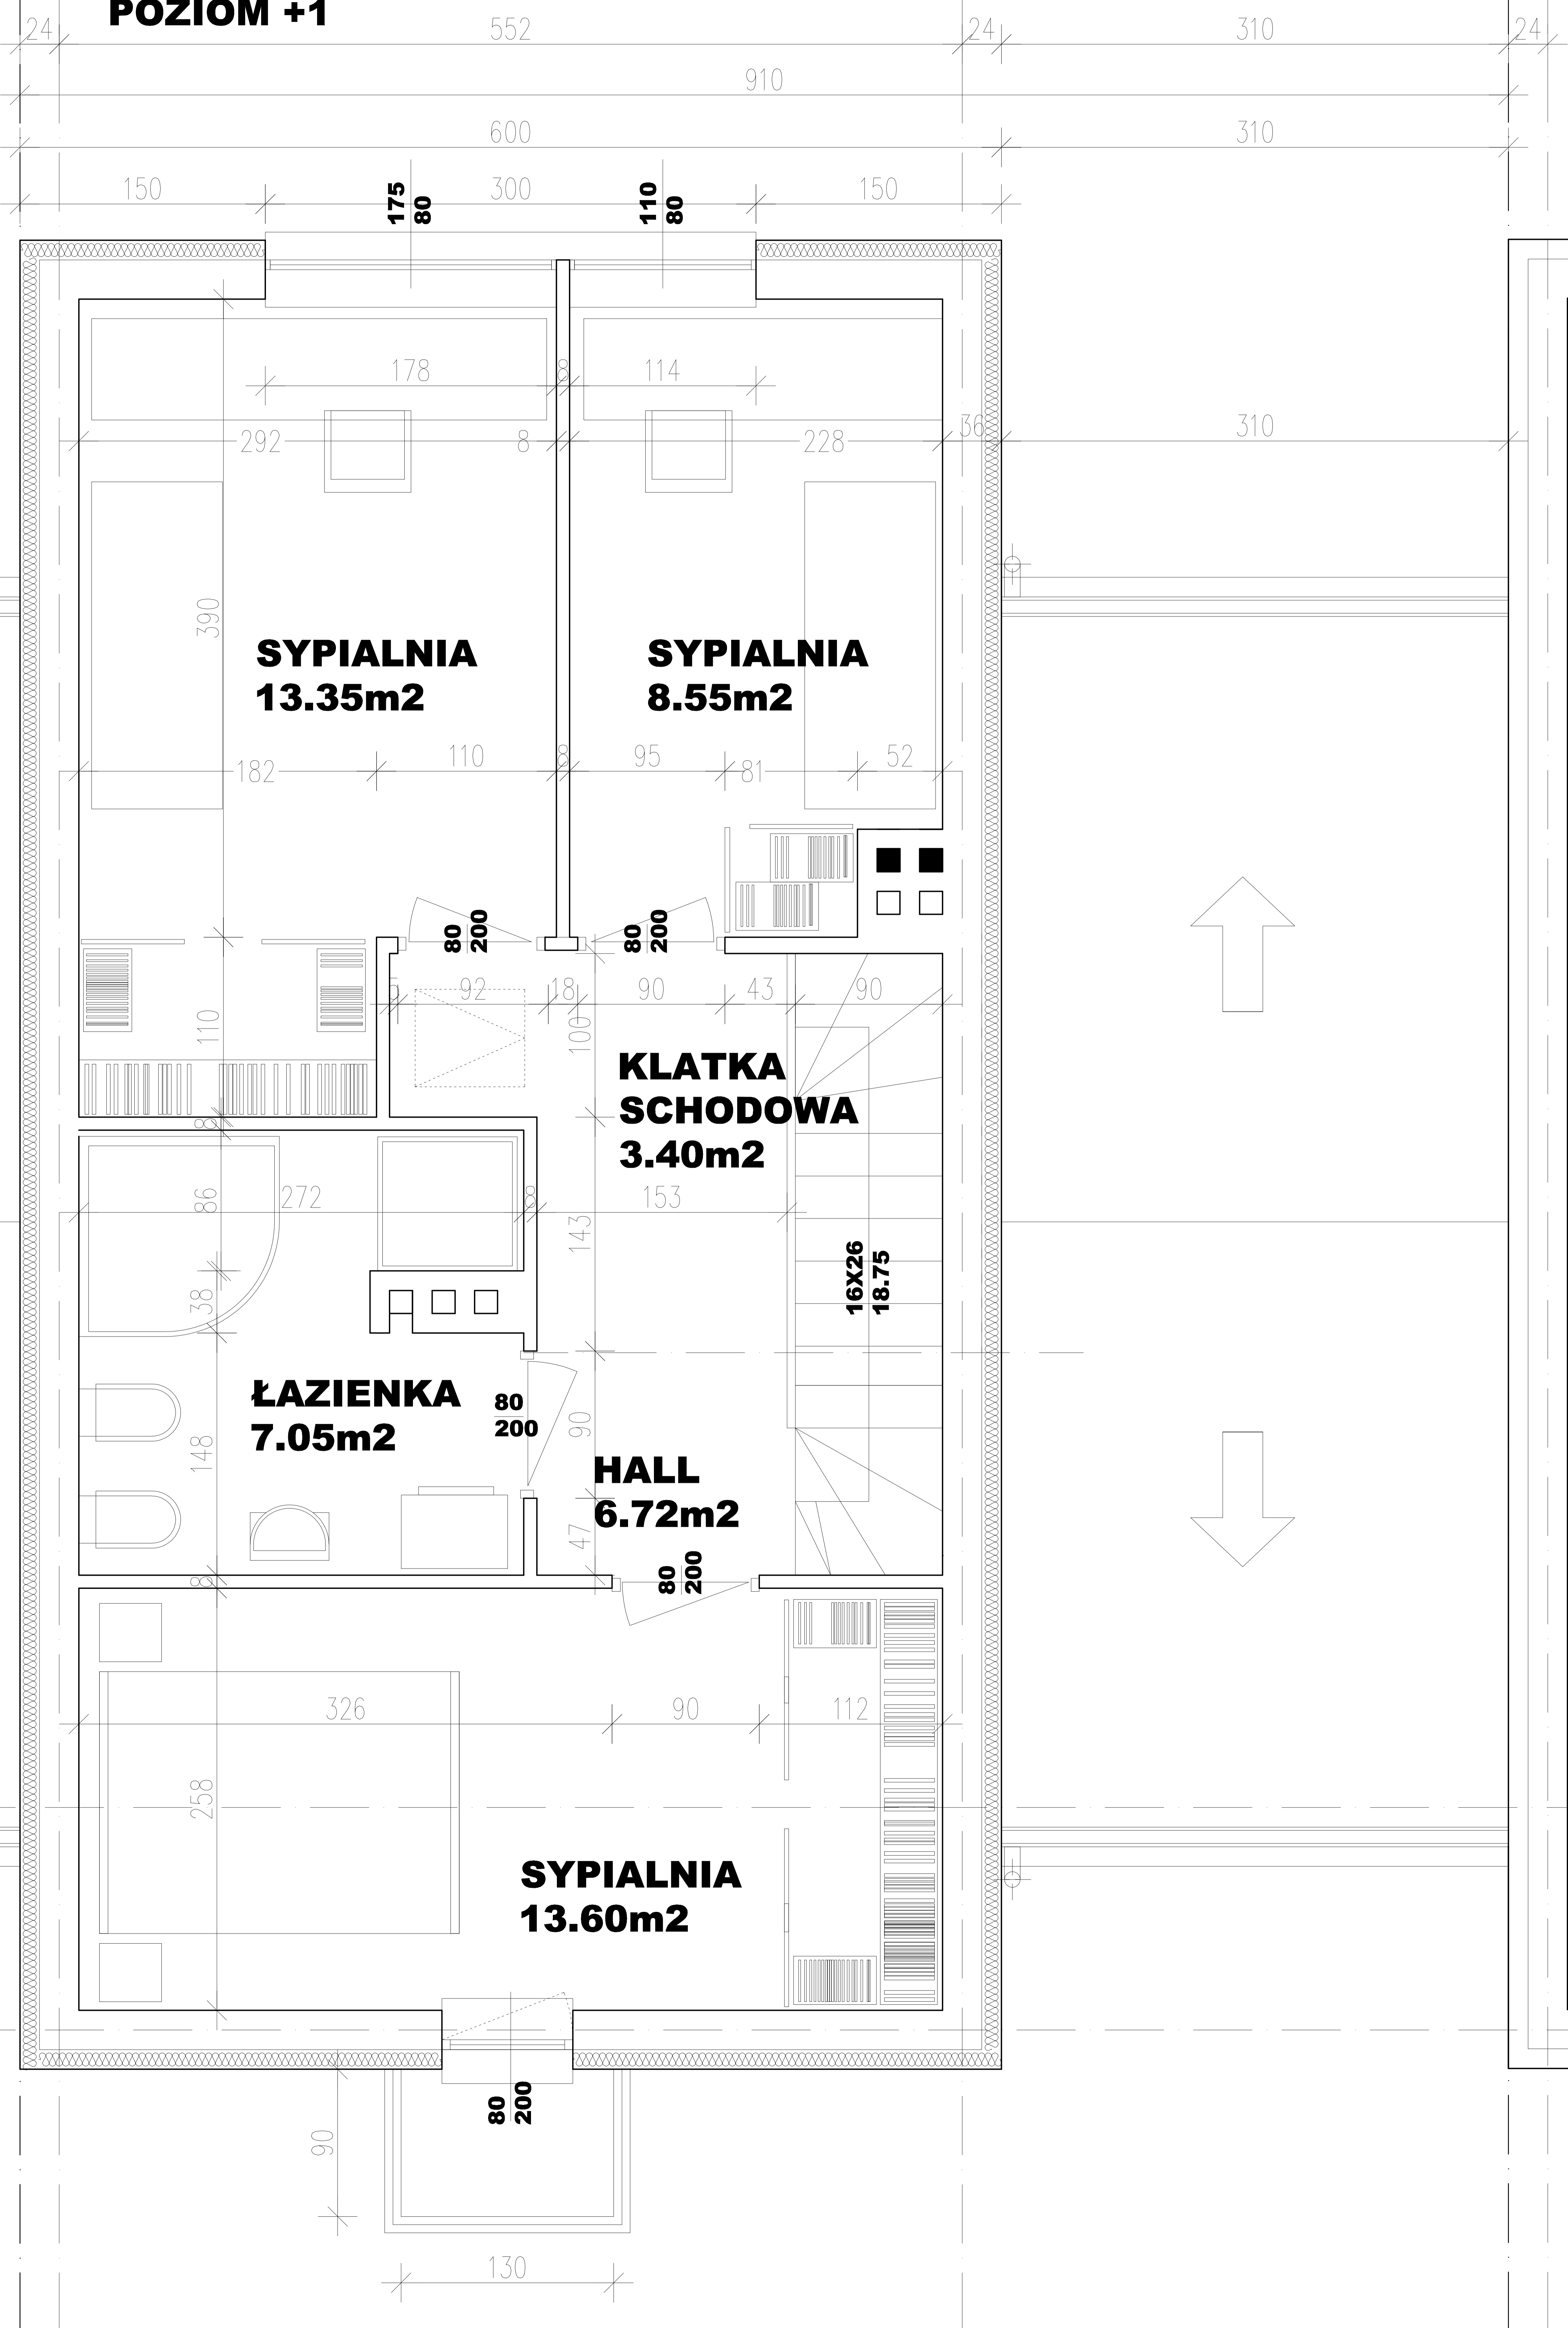 POZIOM +1
24 552 24 310 24
910
600 310
150 300 150
175
80
110
80
178 8 114
292 8 228 36 310
390
SYPIALNIA
13.35m2
SYPIALNIA
8.55m2
182 110 8 95 81 52
80
200
80
200
5 92 18 90 43 90
110
100
KLATKA
SCHODOWA
3.40m2
8
86
272 8 153
143
38
16X26
18.75
ŁAZIENKA
7.05m2
80
200
148
90
HALL
6.72m2
47
8
80
200
326 90 112
258
SYPIALNIA
13.60m2
80
200
90
130